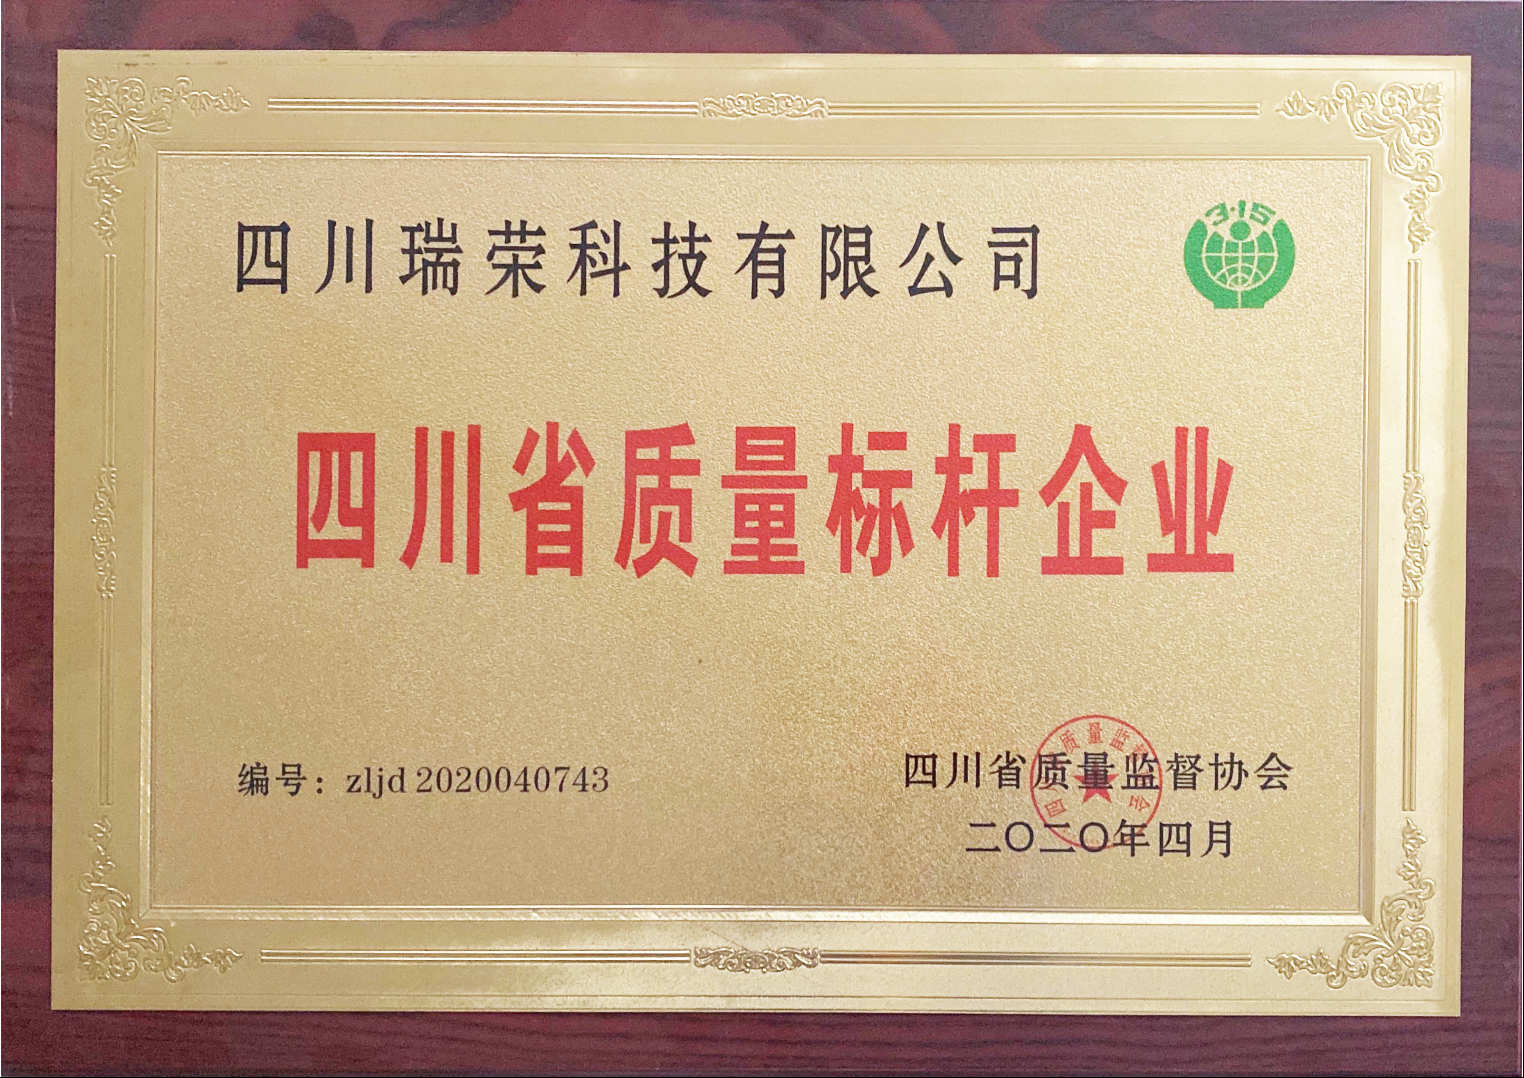 四川瑞荣科技有限公司
3·15
四川省质量标杆企业
编号：zljd 2020040743
四川省质量监督协会
二〇二〇年四月